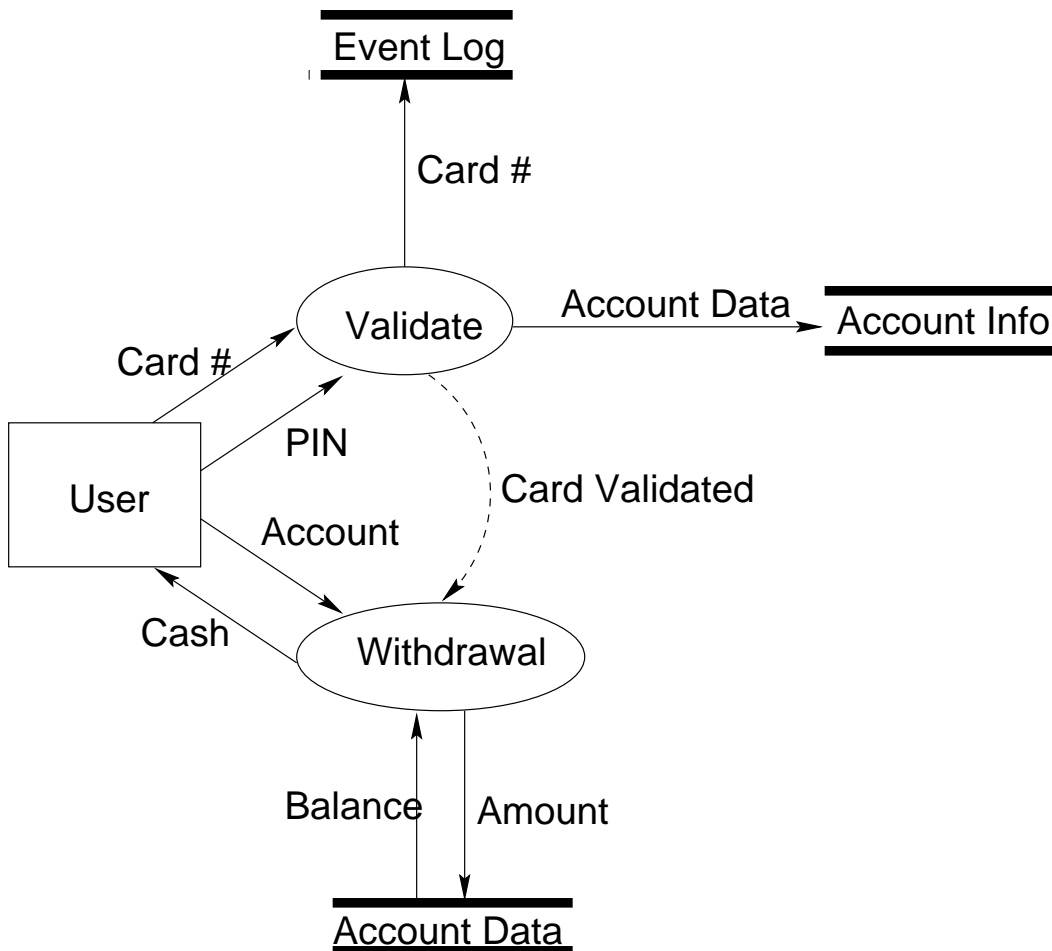 Event Log
Card #
Account Data
Validate
Account Info
Card #
PIN
User
Card Validated
Account
Cash
Withdrawal
Balance
Amount
Account Data